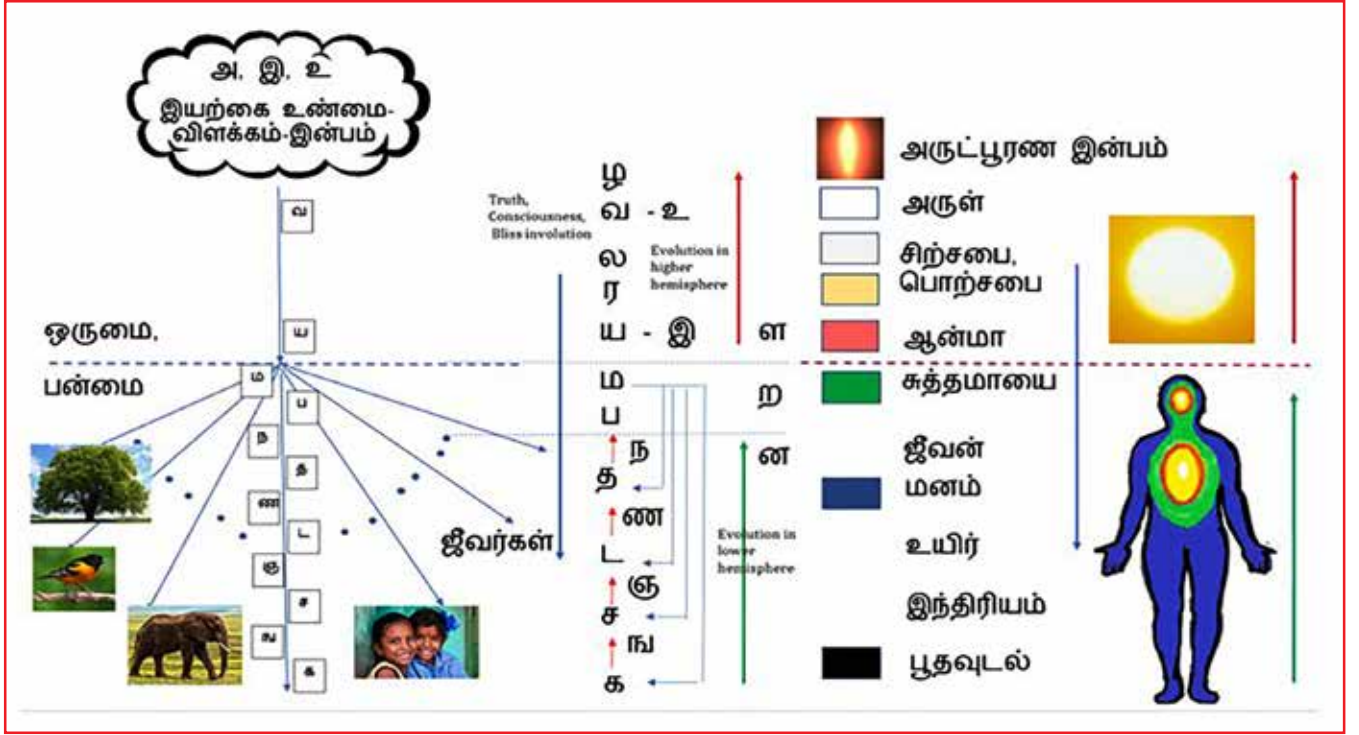 அ, இ, உ
இயற்கை உண்மை-
விளக்கம்-இன்பம்
வ
ய
ஒருமை,
பன்மை
ம
ப
ந
த
ண
ட
ஞ
ச
ங
க
ஜீவர்கள்
Truth,
Consciousness,
Bliss involution
ழ
வ - உ
ல
ர
ய - இ
Evolution in
higher
hemisphere
ள
ம
ப
ற
ந
ன
த
ண
ட
ஞ
ச
ங
க
Evolution in
lower
hemisphere
அருட்பூரண இன்பம்
அருள்
சிற்சபை,
பொற்சபை
ஆன்மா
சுத்தமாயை
ஜீவன்
மனம்
உயிர்
இந்திரியம்
பூதவுடல்